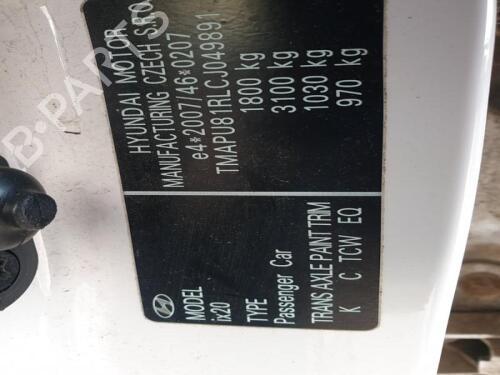 HYUNDAI MOTOR
MANUFACTURING CZECH S.R.O
e4*2007/46*0207
TMAPU81RLCJ049891
1800 kg
3100 kg
1030 kg
970 kg
MODEL
ix20
TYPE
Passenger Car
TRANS AXLE PAINT TRIM
K C TCW EQ